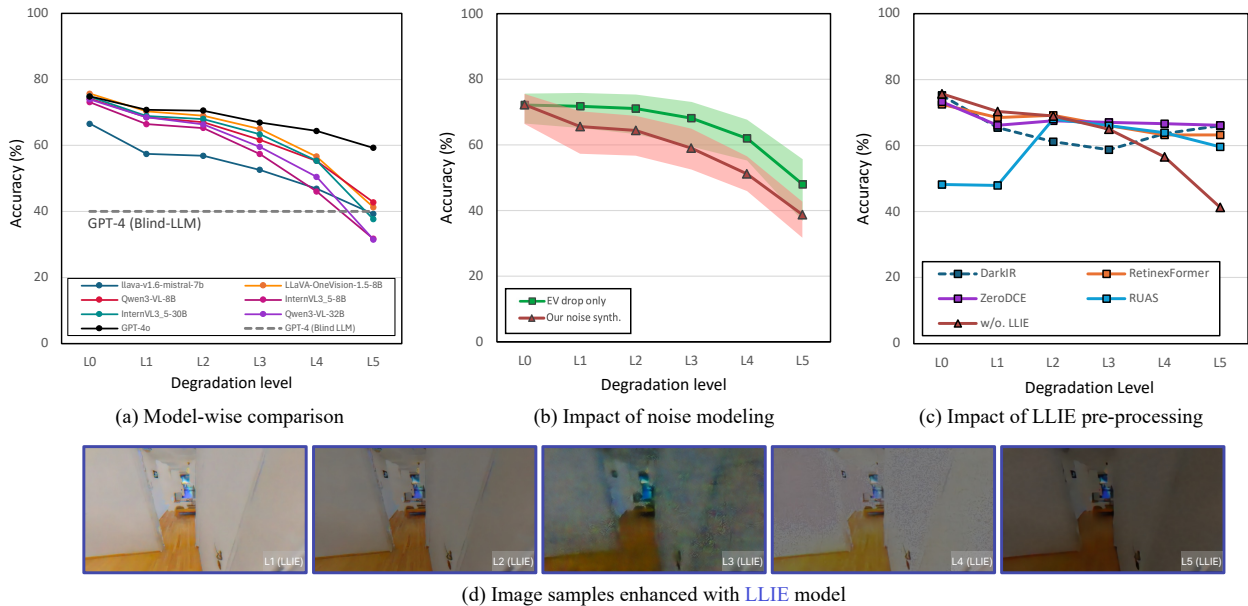 100
80
60
40
20
0
Accuracy (%)
GPT-4 (Blind-LLM)
llava-v1.6-mistral-7b
LLaVA-OneVision-1.5-8B
Qwen3-VL-8B
InternVL3_5-8B
InternVL3_5-30B
Qwen3-VL-32B
GPT-4o
GPT-4 (Blind LLM)
L0 L1 L2 L3 L4 L5
Degradation level
(a) Model-wise comparison
100
80
60
40
20
0
Accuracy (%)
EV drop only
Our noise synth.
L0 L1 L2 L3 L4 L5
Degradation level
(b) Impact of noise modeling
100
80
60
40
20
0
Accuracy (%)
DarkIR
RetinexFormer
ZeroDCE
RUAS
w/o. LLIE
L0 L1 L2 L3 L4 L5
Degradation Level
(c) Impact of LLIE pre-processing
L1 (LLIE)
L2 (LLIE)
L3 (LLIE)
L4 (LLIE)
L5 (LLIE)
(d) Image samples enhanced with LLIE model